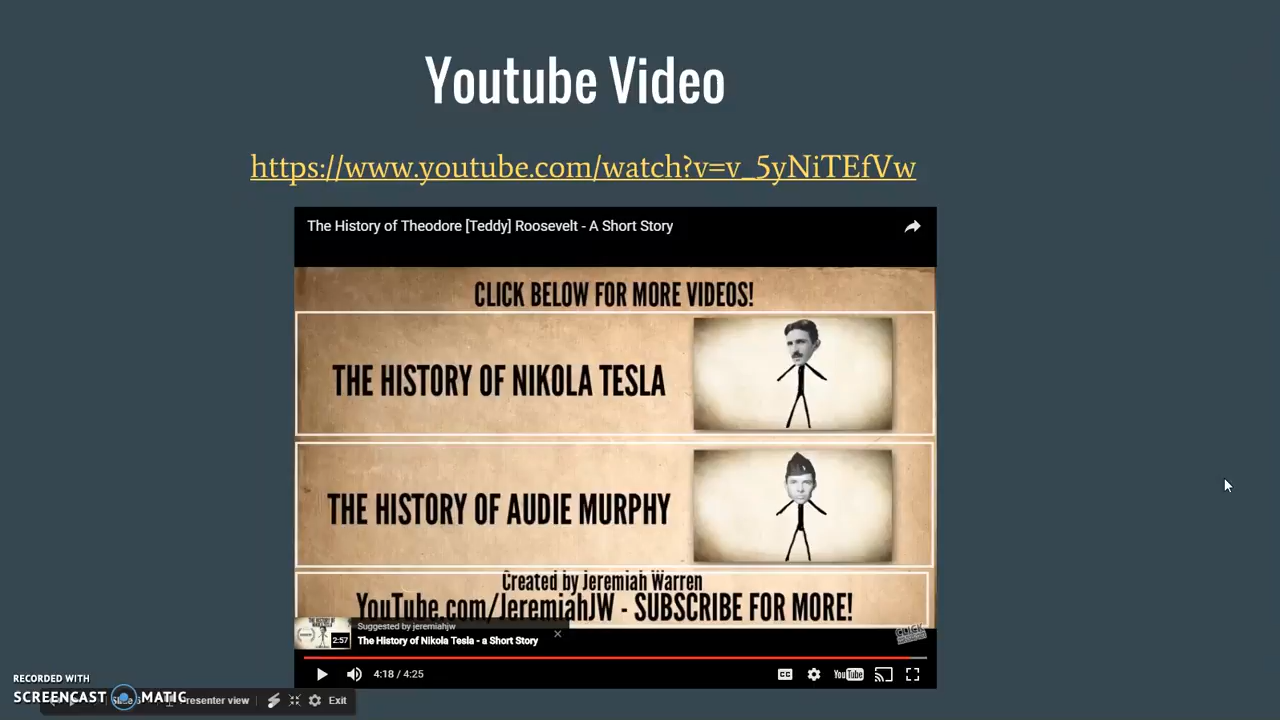 Youtube Video
https://www.youtube.com/watch?v=v_5yNiTEfVw
The History of Theodore [Teddy] Roosevelt - A Short Story
CLICK BELOW FOR MORE VIDEOS!
THE HISTORY OF NIKOLA TESLA
THE HISTORY OF AUDIE MURPHY
Created by Jeremiah Warren
YouTube.com/JeremiahJW - SUBSCRIBE FOR MORE!
Suggested by jeremiahjw
2:57
The History of Nikola Tesla - a Short Story
CLICK
4:18 / 4:25
CC
YouTube
RECORDED WITH
SCREENCAST MATIC
Presenter view
Exit